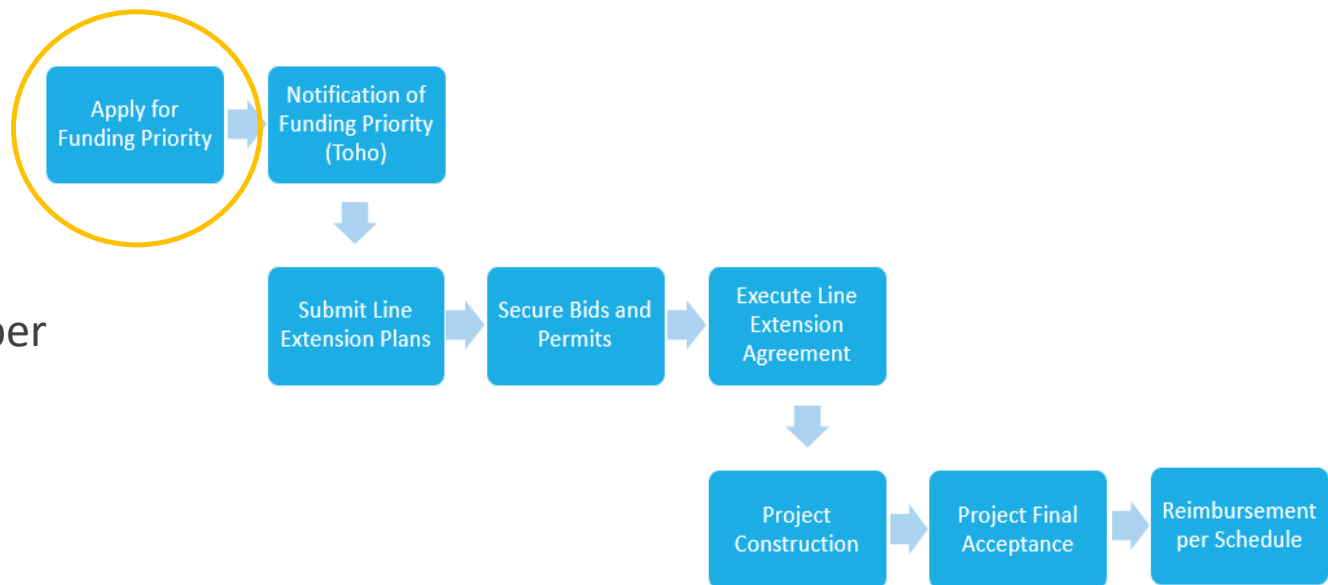 Apply for
Funding Priority
Notification of
Funding Priority
(Toho)
Submit Line
Extension Plans
Secure Bids and
Permits
Execute Line
Extension
Agreement
Project
Construction
Project Final
Acceptance
Reimbursement
per Schedule